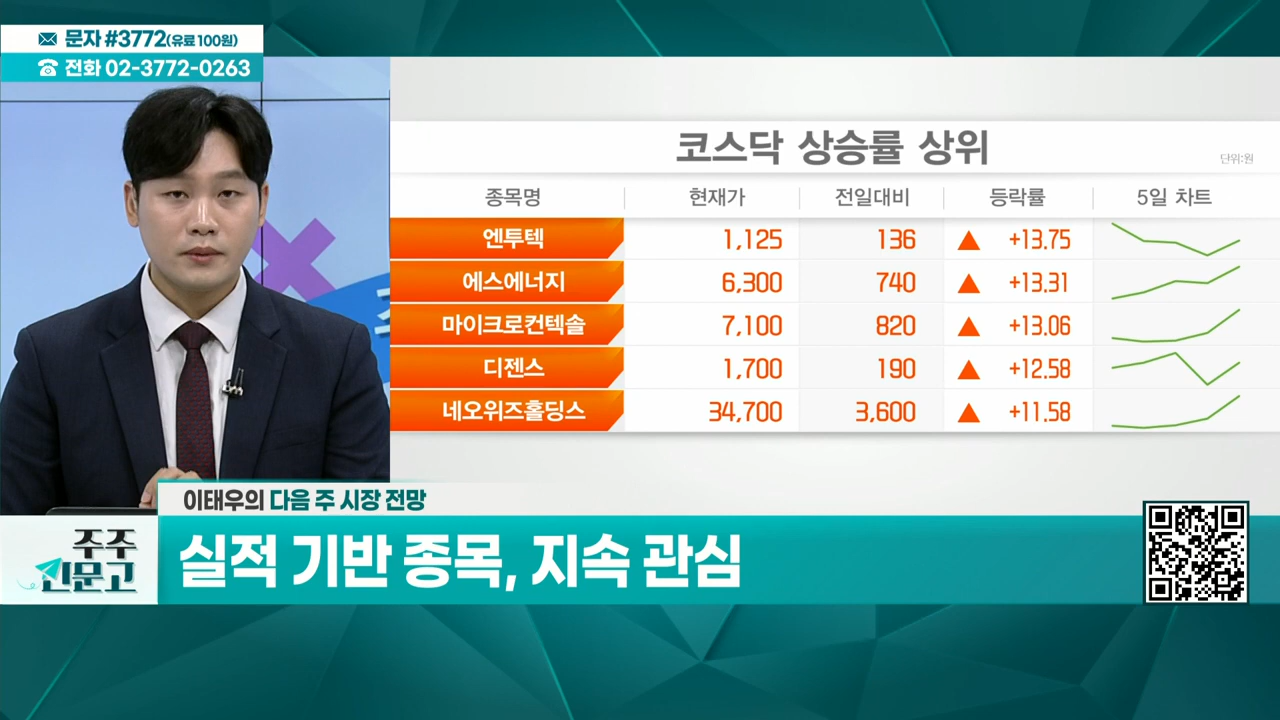 문자 #3772(유료 100원)
전화 02-3772-0263
코스닥 상승률 상위
단위:원
종목명 현재가 전일대비 등락률 5일 차트
엔투텍 1,125 136 ▲ +13.75
에스에너지 6,300 740 ▲ +13.31
마이크로컨텍솔 7,100 820 ▲ +13.06
디젠스 1,700 190 ▲ +12.58
네오위즈홀딩스 34,700 3,600 ▲ +11.58
이태우의 다음 주 시장 전망
주주
신문고
실적 기반 종목, 지속 관심